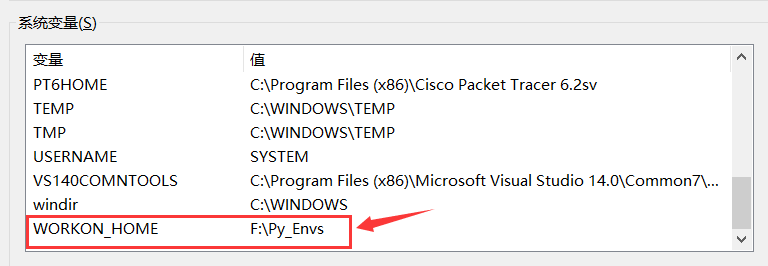 系统变量(S)
变量 值
PT6HOME C:\Program Files (x86)\Cisco Packet Tracer 6.2sv
TEMP C:\WINDOWS\TEMP
TMP C:\WINDOWS\TEMP
USERNAME SYSTEM
VS140COMNTOOLS C:\Program Files (x86)\Microsoft Visual Studio 14.0\Common7\...
windir C:\WINDOWS
WORKON_HOME F:\Py_Envs